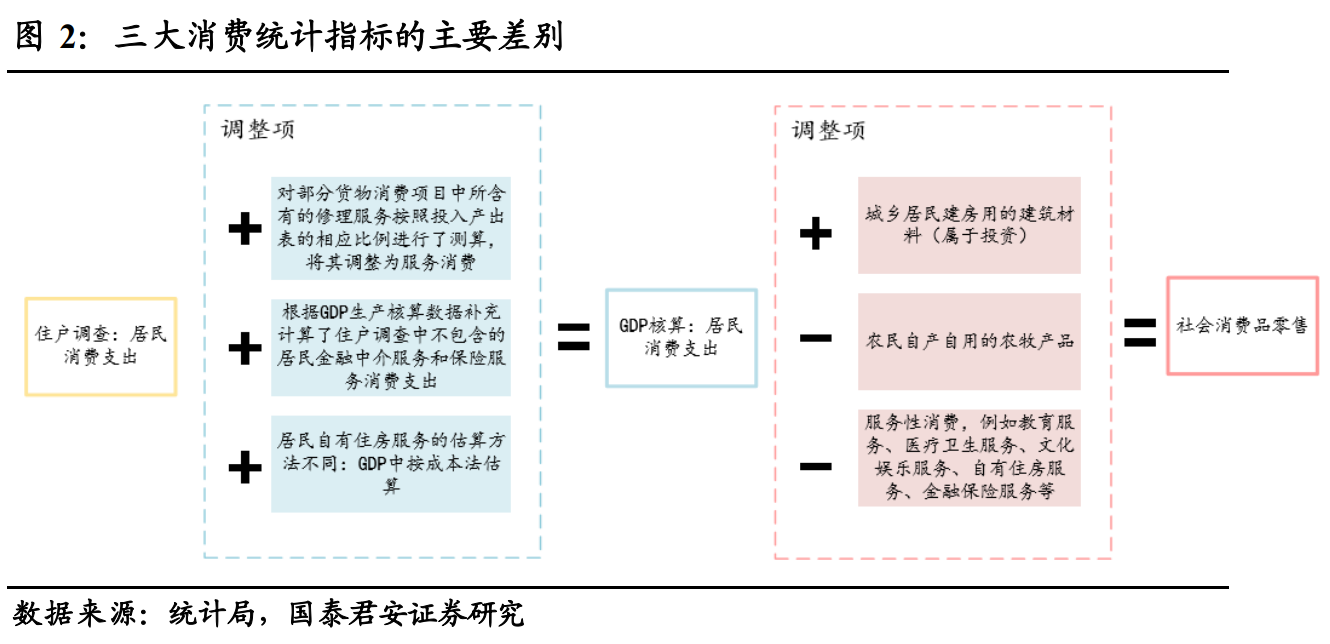 图 2： 三大消费统计指标的主要差别
调整项
对部分货物消费项目中所含
有的修理服务按照投入产出
表的相应比例进行了测算，
将其调整为服务消费
根据GDP生产核算数据补充
计算了住户调查中不包含的
居民金融中介服务和保险服
务消费支出
居民自有住房服务的估算方
法不同：GDP中按成本法估
算
住户调查：居民
消费支出
GDP核算：居民
消费支出
调整项
城乡居民建房用的建筑材
料（属于投资）
农民自产自用的农牧产品
服务性消费，例如教育服
务、医疗卫生服务、文化
娱乐服务、自有住房服
务、金融保险服务等
社会消费品零售
数据来源：统计局，国泰君安证券研究